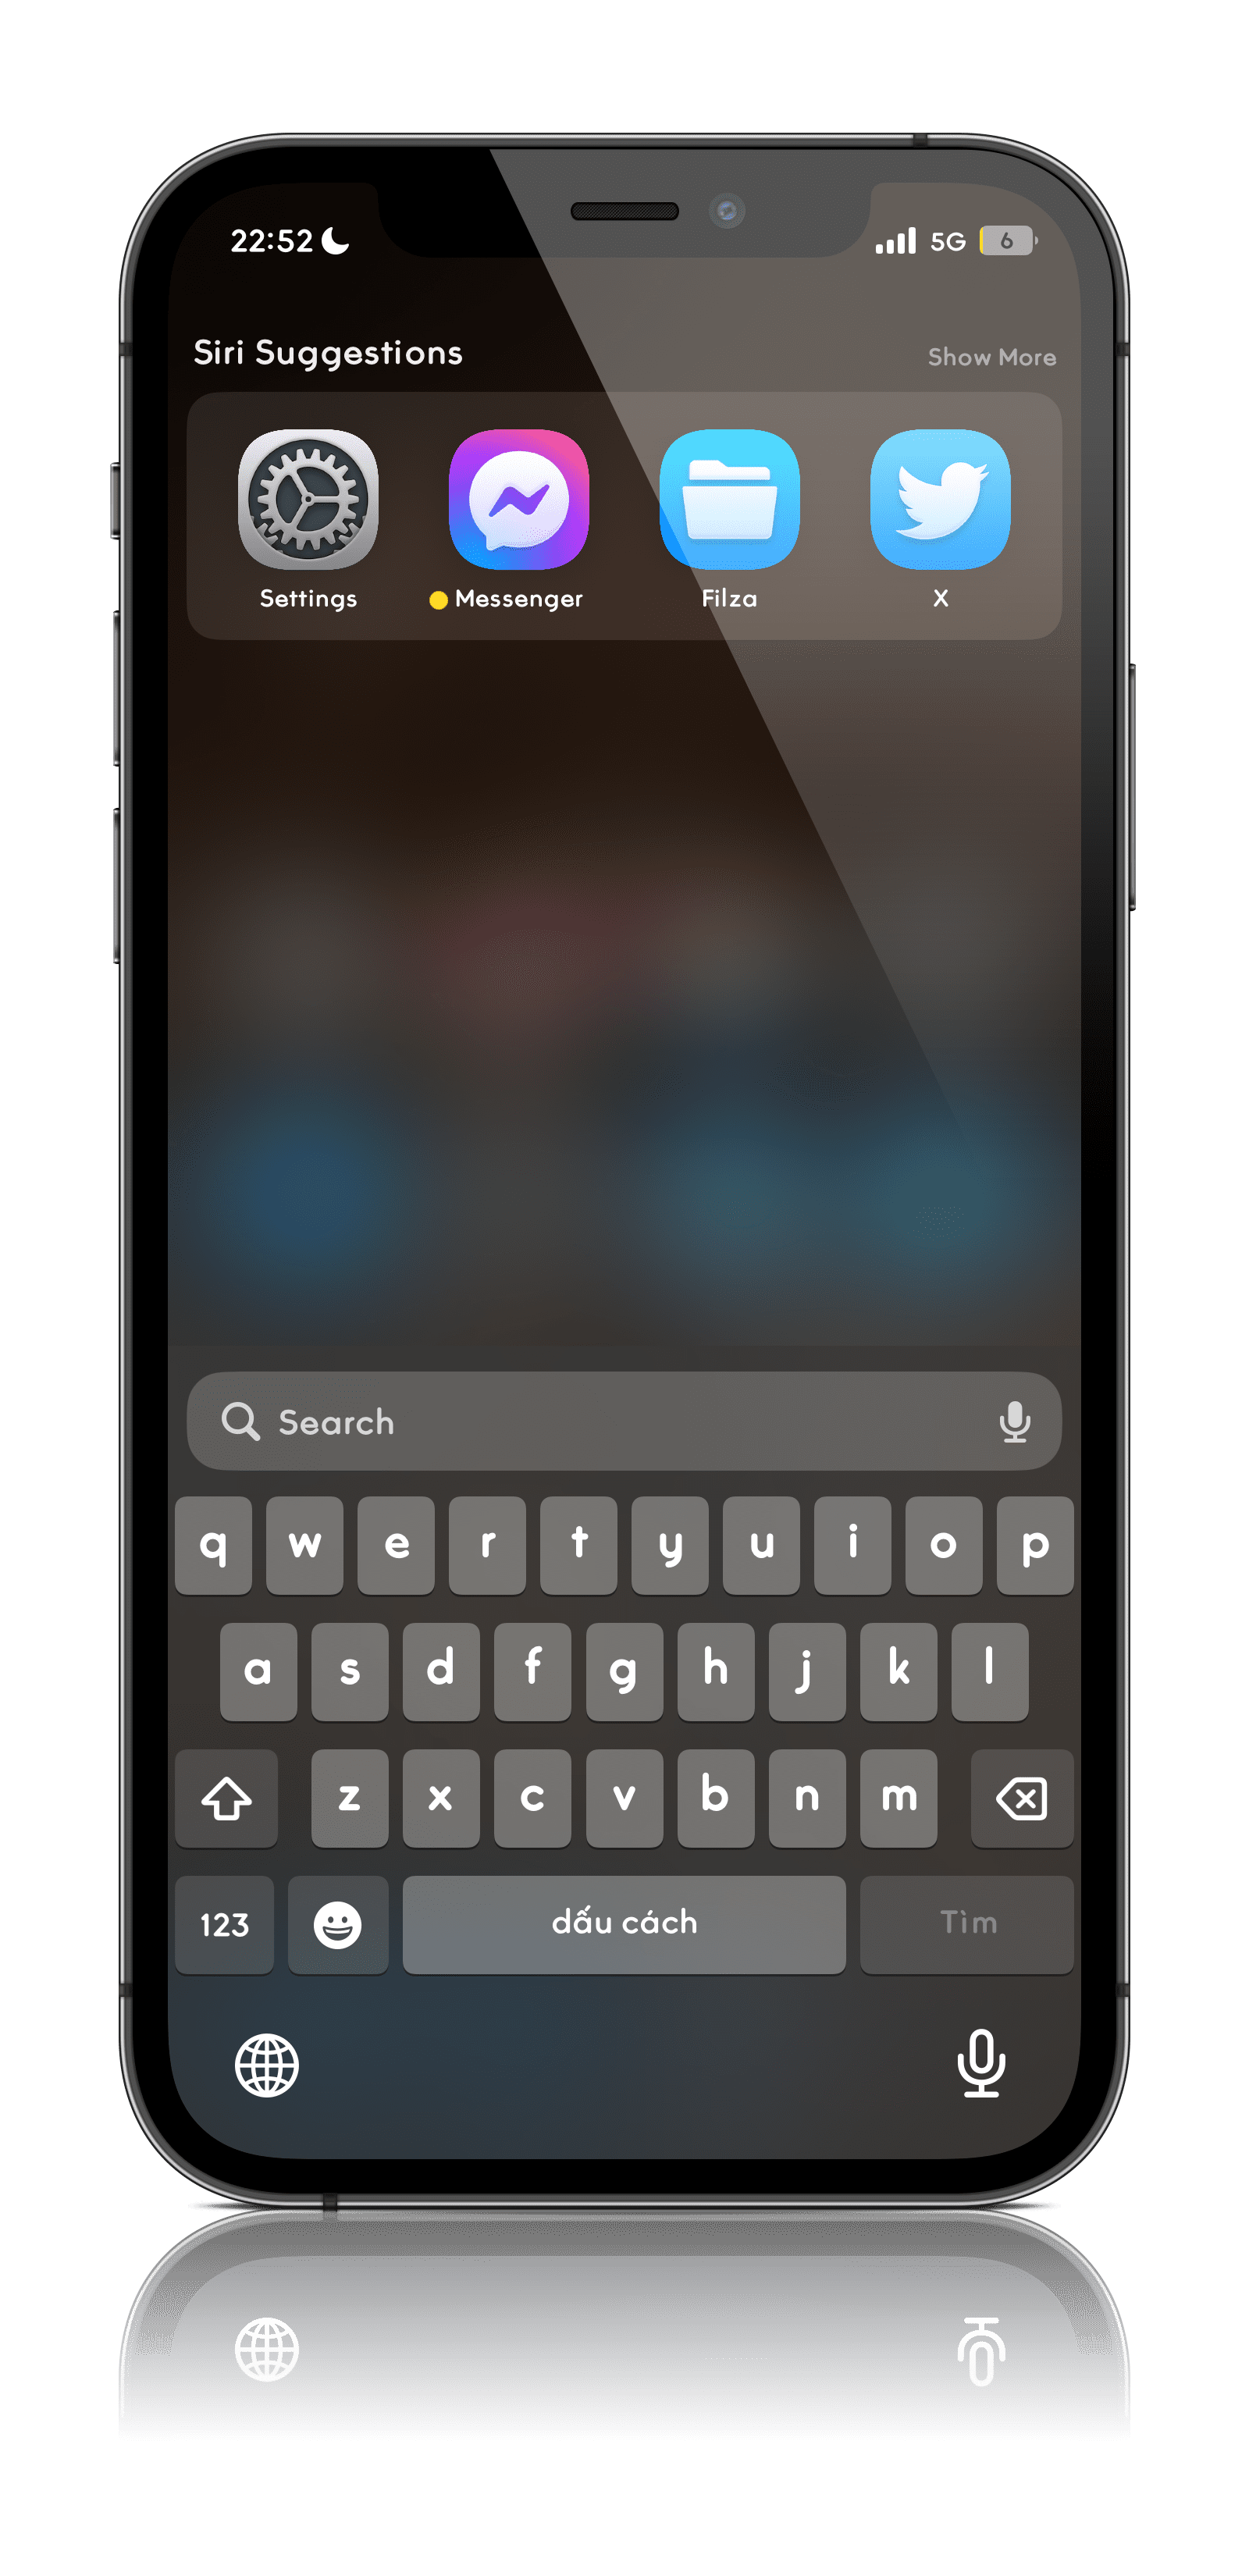 22:52 5G 6
Siri Suggestions Show More
Settings Messenger Filza X
Search
q w e r t y u i o p
a s d f g h j k l
z x c v b n m
123 dấu cách Tìm